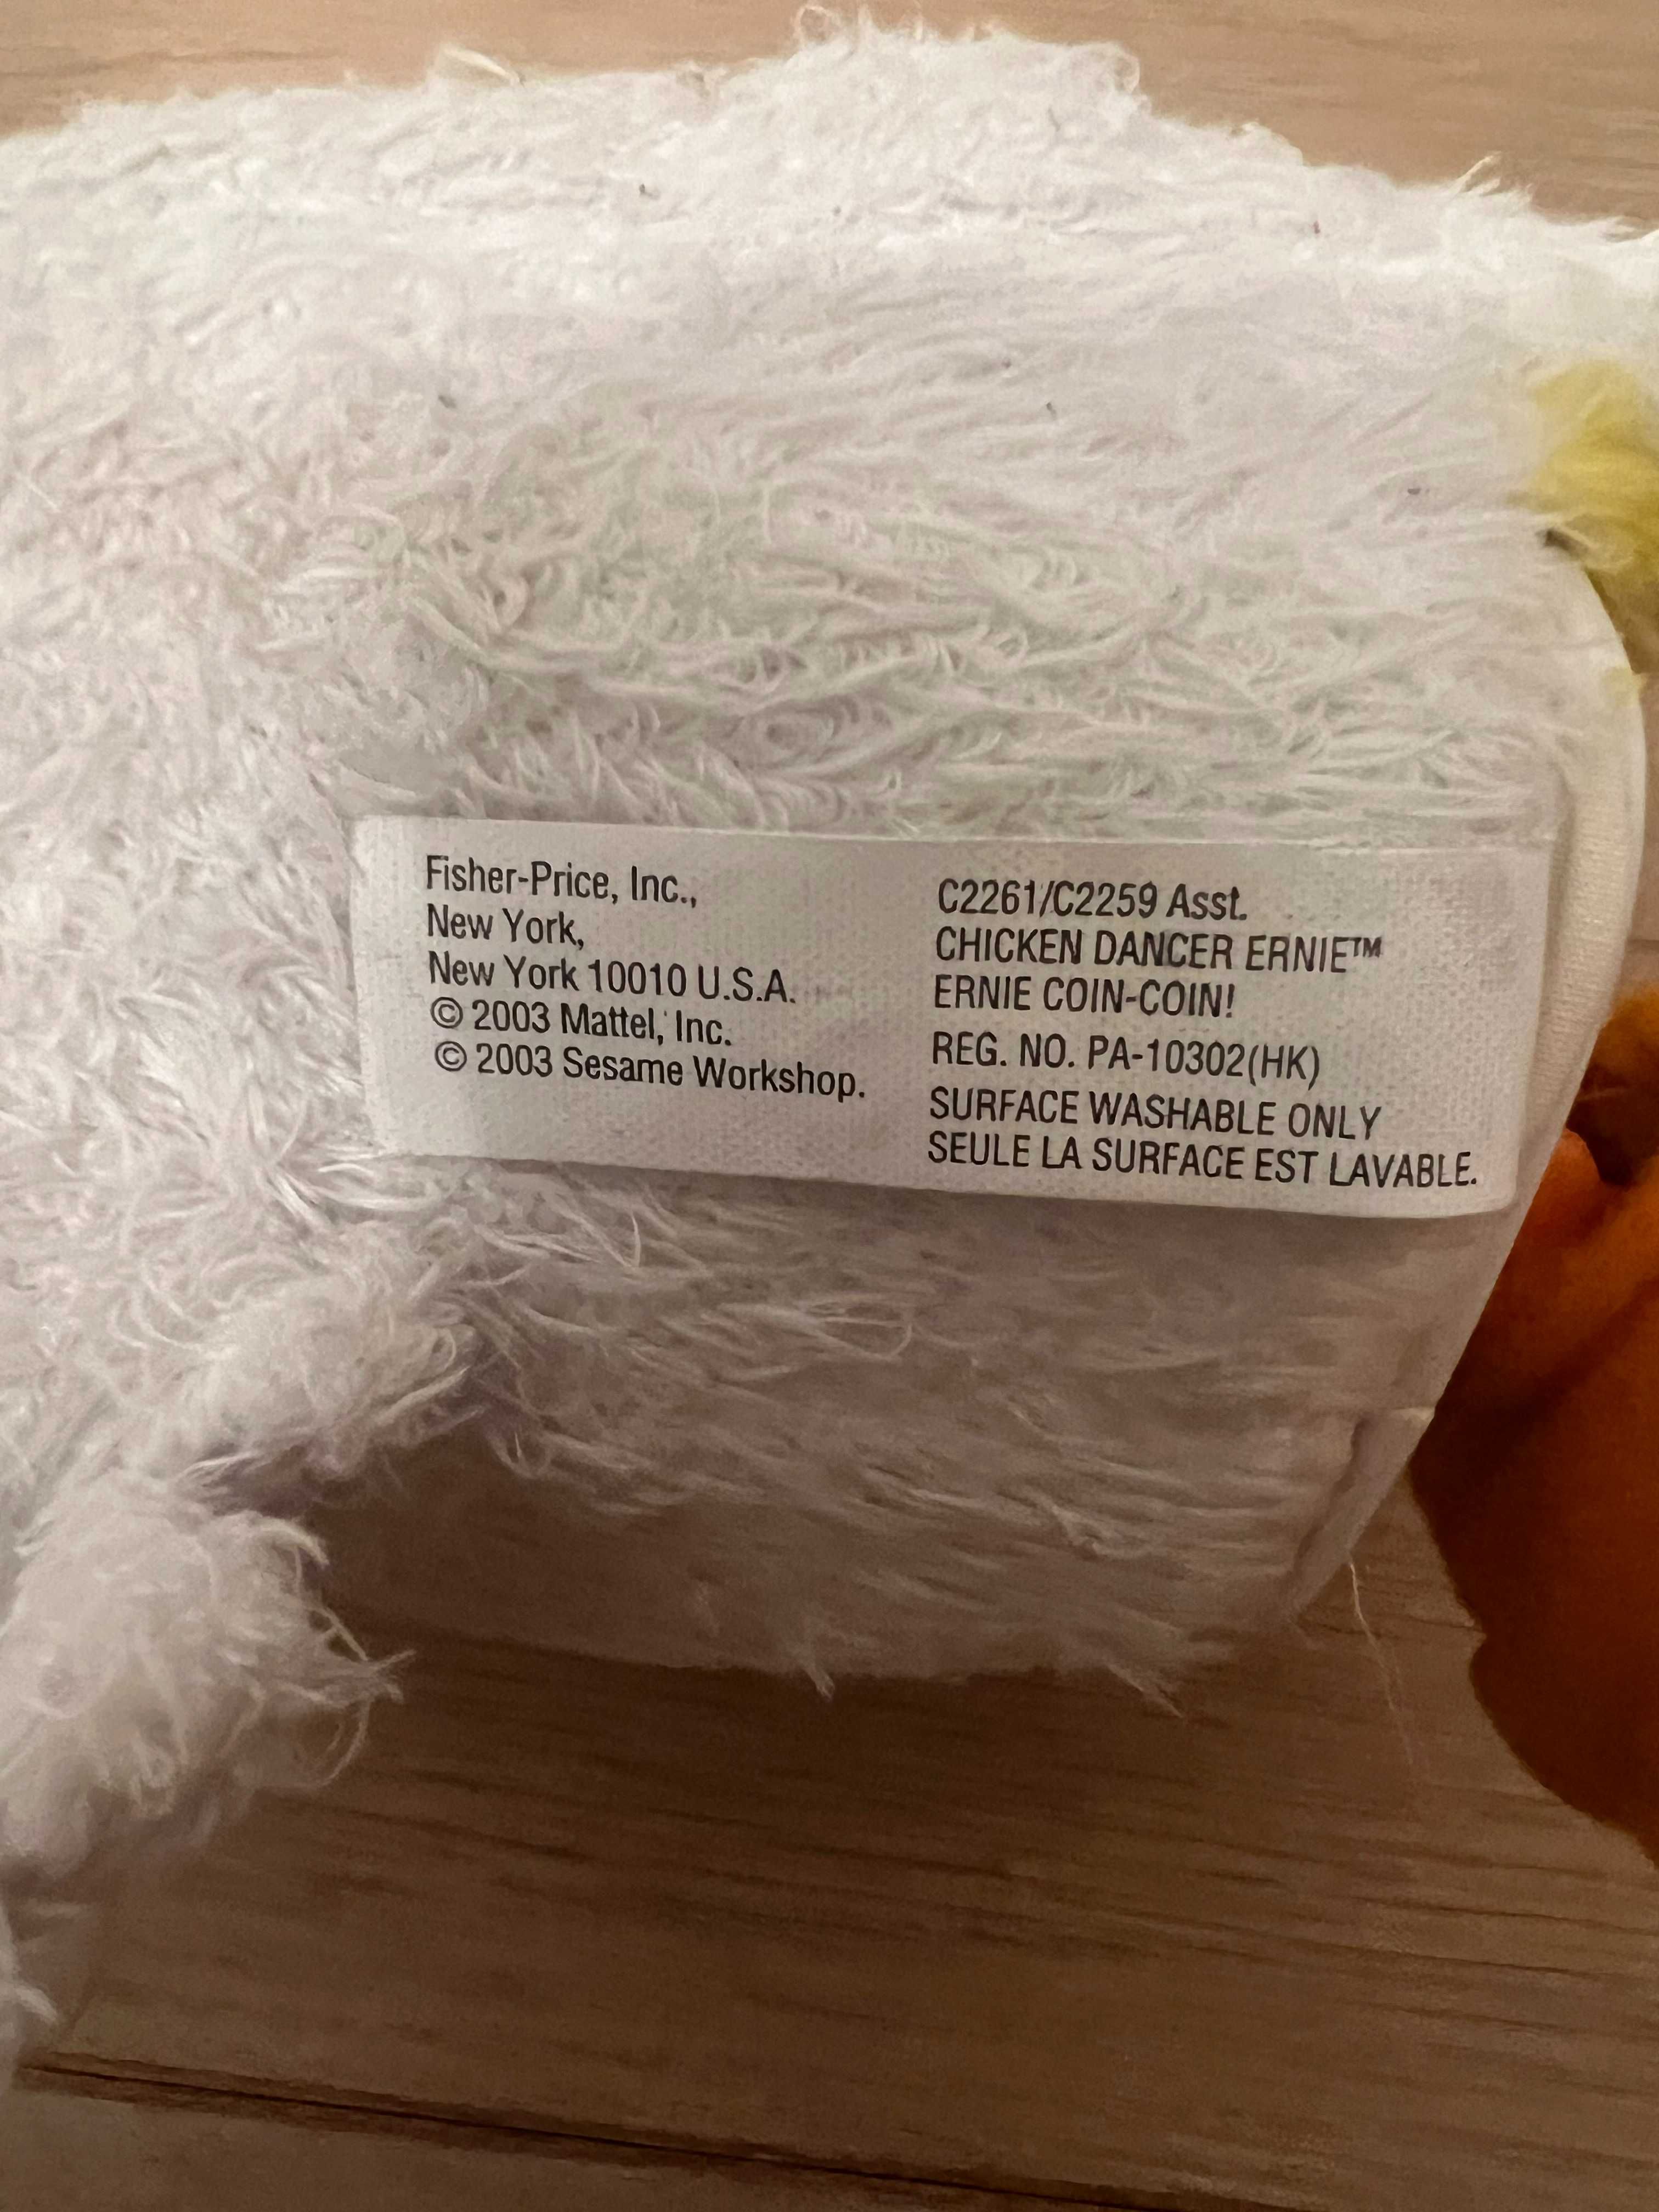 Fisher-Price, Inc.,
New York,
New York 10010 U.S.A.
© 2003 Mattel, Inc.
© 2003 Sesame Workshop.
C2261/C2259 Asst.
CHICKEN DANCER ERNIE™
ERNIE COIN-COIN!
REG. NO. PA-10302(HK)
SURFACE WASHABLE ONLY
SEULE LA SURFACE EST LAVABLE.